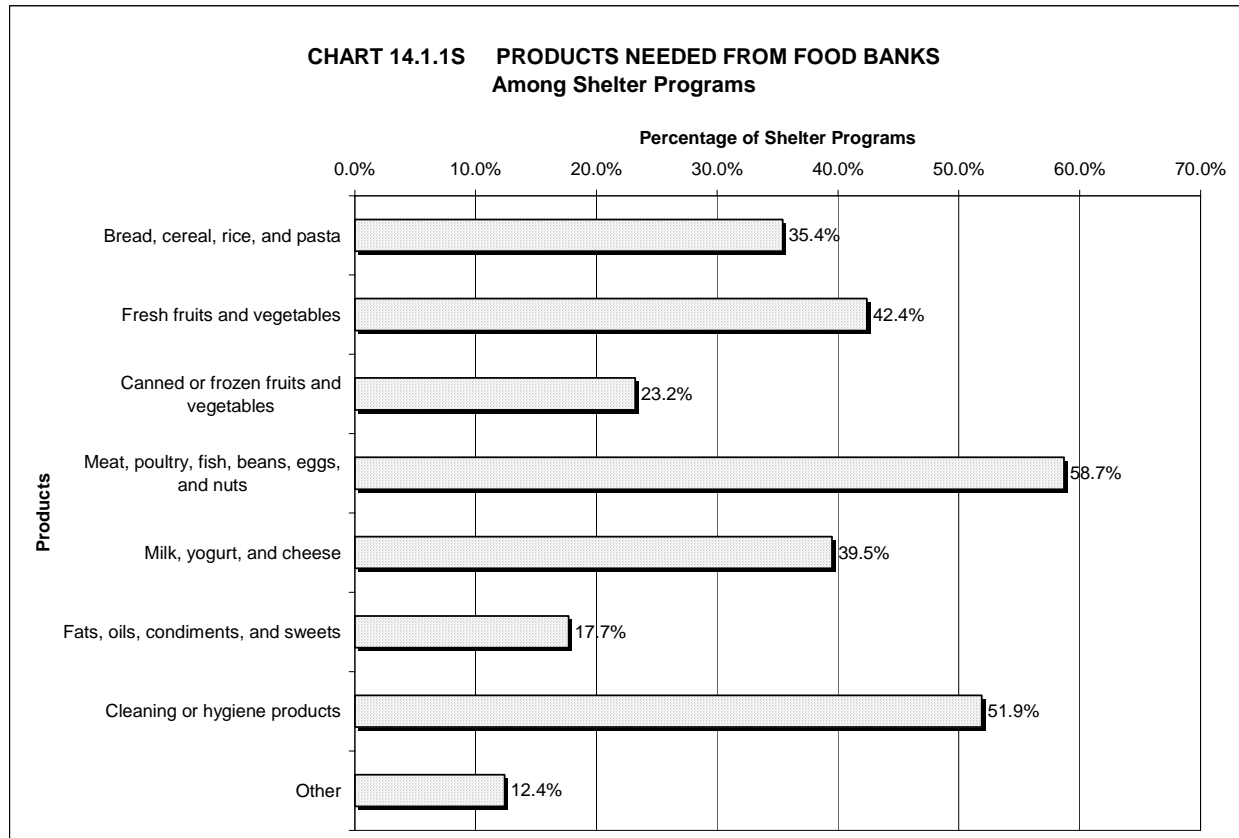 CHART 14.1.1S PRODUCTS NEEDED FROM FOOD BANKS
Among Shelter Programs
Percentage of Shelter Programs
0.0% 10.0% 20.0% 30.0% 40.0% 50.0% 60.0% 70.0%
Bread, cereal, rice, and pasta 35.4%
Fresh fruits and vegetables 42.4%
Canned or frozen fruits and
vegetables
23.2%
Meat, poultry, fish, beans, eggs,
and nuts
58.7%
Milk, yogurt, and cheese 39.5%
Fats, oils, condiments, and sweets 17.7%
Cleaning or hygiene products 51.9%
Other 12.4%
Products